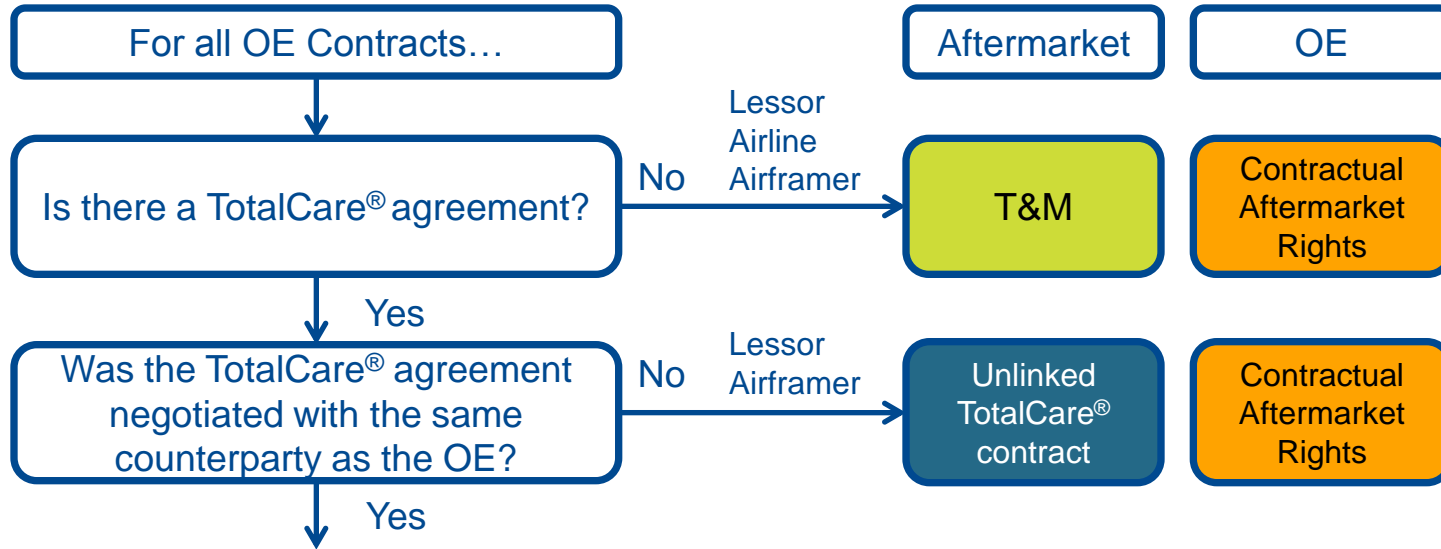 For all OE Contracts…
Aftermarket
OE
Is there a TotalCare® agreement?
No
Lessor
Airline
Airframer
T&M
Contractual
Aftermarket
Rights
Yes
Was the TotalCare® agreement
negotiated with the same
counterparty as the OE?
No
Lessor
Airframer
Unlinked
TotalCare®
contract
Contractual
Aftermarket
Rights
Yes